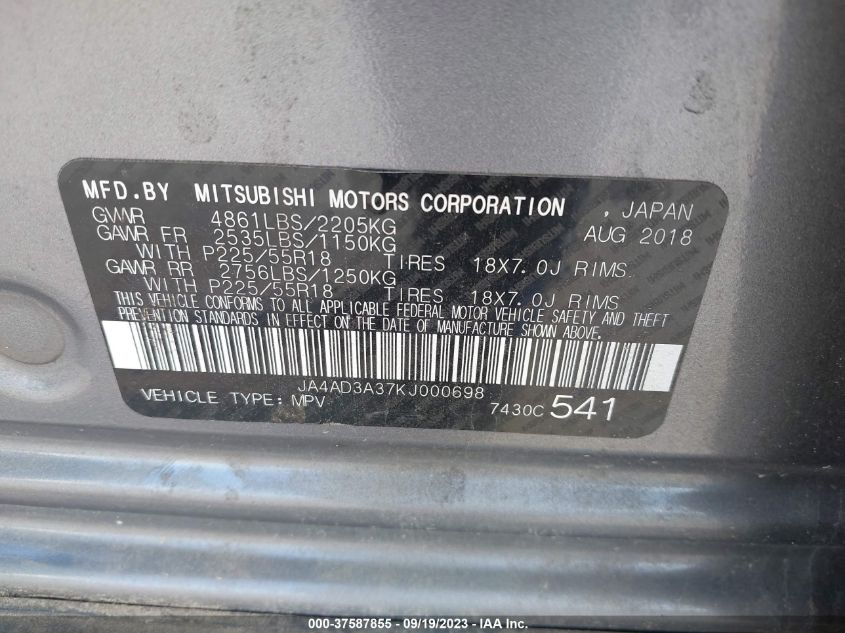 MFD.BY MITSUBISHI MOTORS CORPORATION , JAPAN
GVWR 4861LBS/2205KG AUG 2018
GAWR FR 2535LBS/1150KG
WITH P225/55R18 TIRES 18X7.0J RIMS
GAWR RR 2756LBS/1250KG
WITH P225/55R18 TIRES 18X7.0J RIMS
THIS VEHICLE CONFORMS TO ALL APPLICABLE FEDERAL MOTOR VEHICLE SAFETY AND THEFT
PREVENTION STANDARDS IN EFFECT ON THE DATE OF MANUFACTURE SHOWN ABOVE.
JA4AD3A37KJ000698
VEHICLE TYPE: MPV 7430C 541
000-37587855 - 09/19/2023 - IAA Inc.